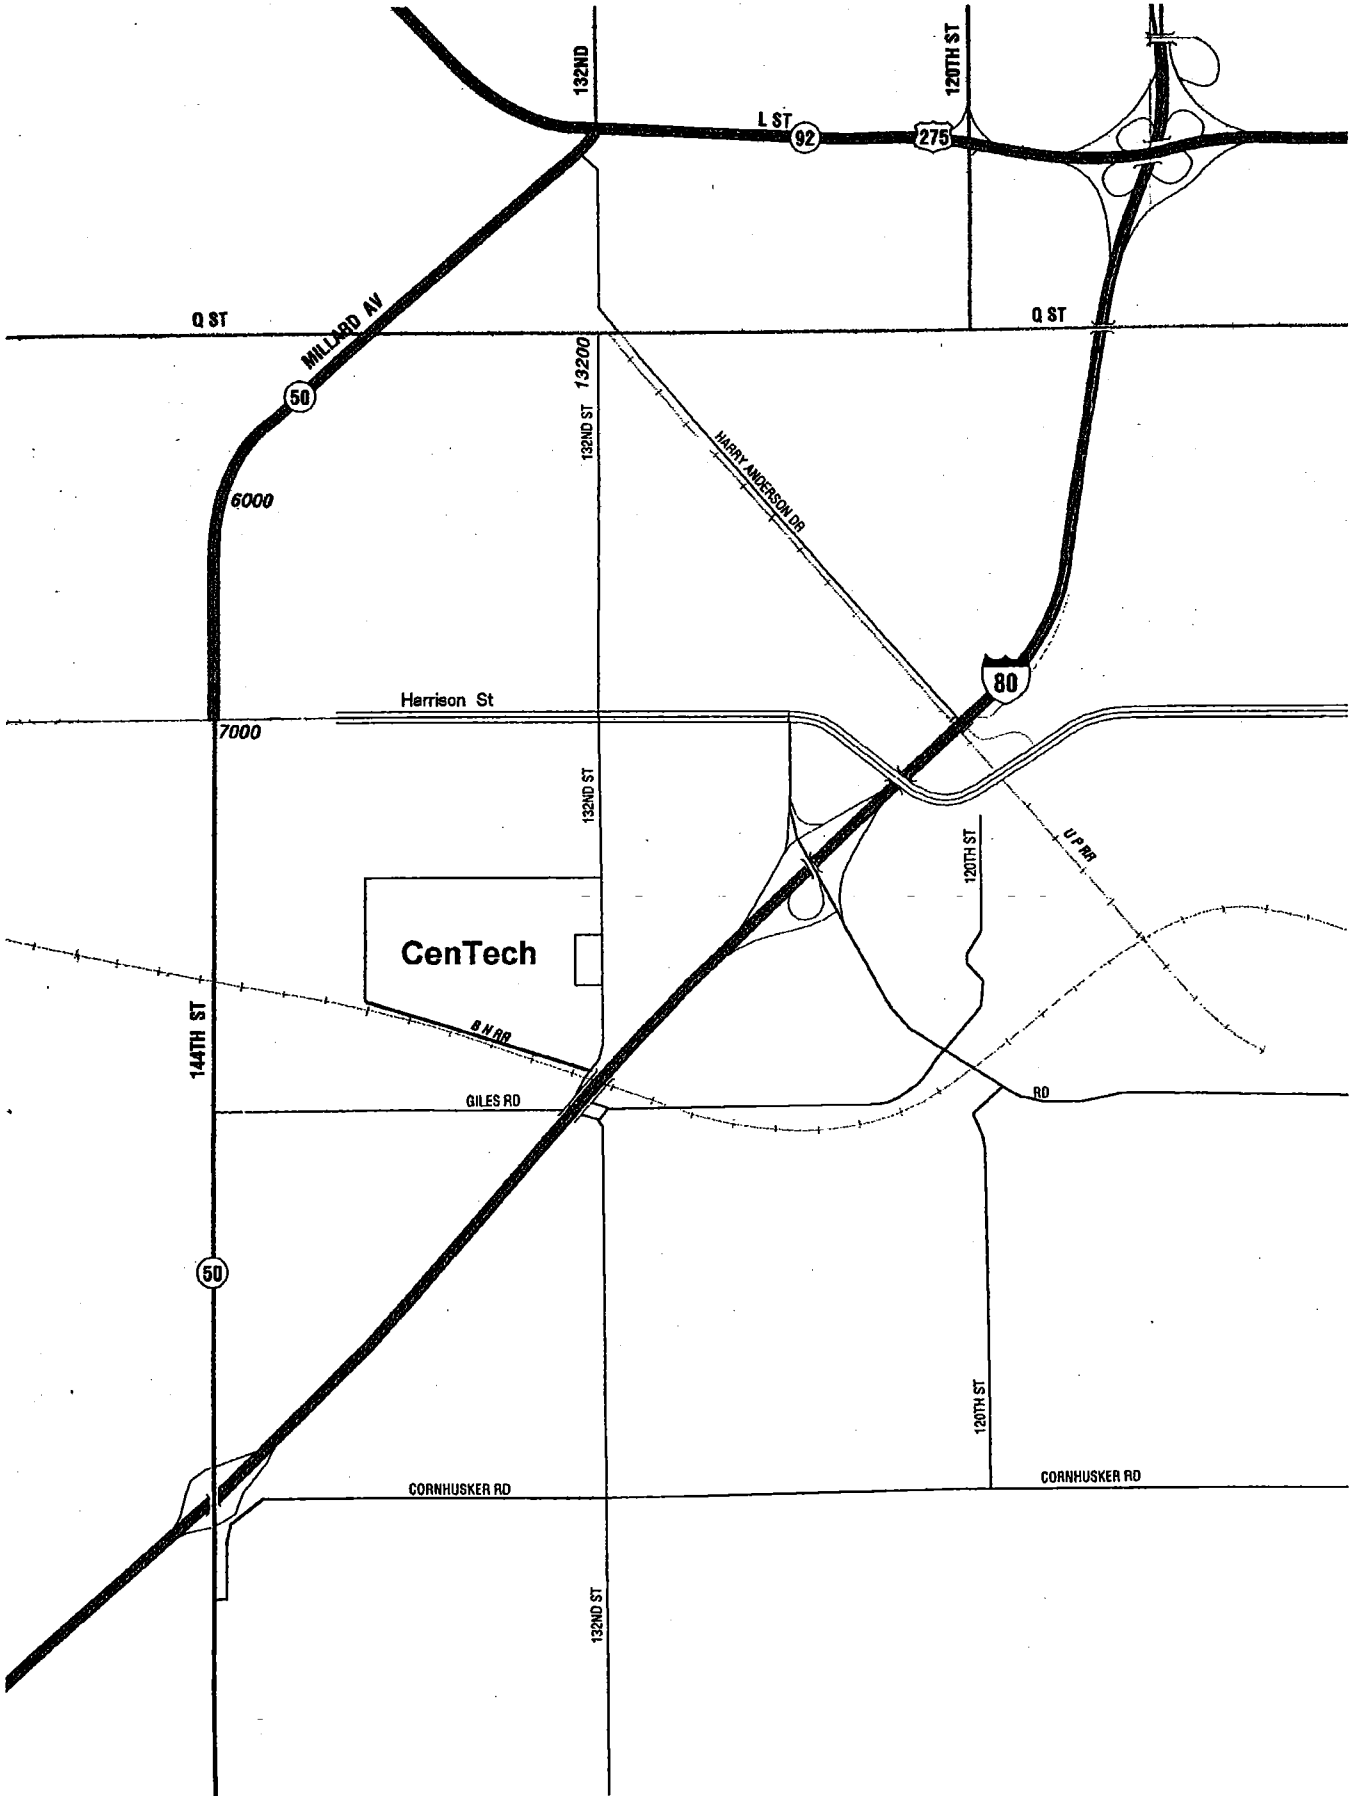 132ND
120TH ST
L ST
92
275
Q ST
MILLARD AV
Q ST
50
13200
132ND ST
HARRY ANDERSON DR
6000
80
Harrison St
7000
132ND ST
120TH ST
U P RR
CenTech
144TH ST
B N RR
GILES RD
RD
50
120TH ST
CORNHUSKER RD
CORNHUSKER RD
132ND ST